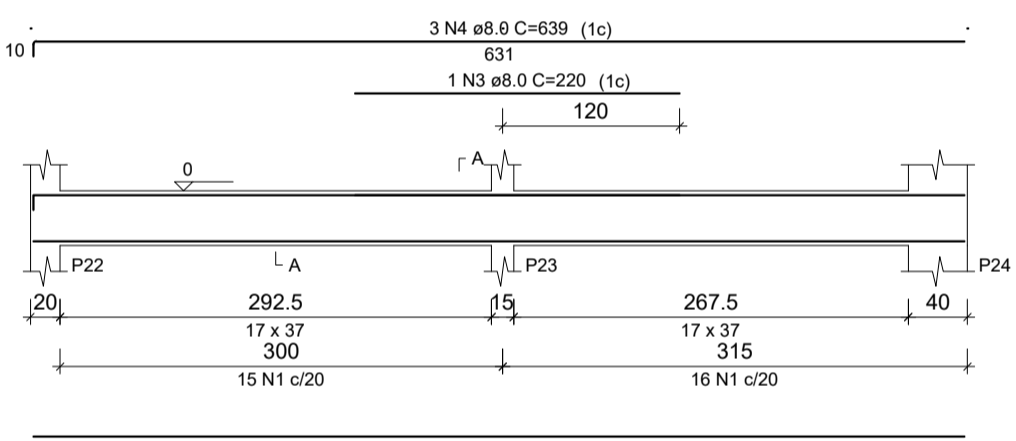 3 N4 ø8.0 C=639 (1c)
10
631
1 N3 ø8.0 C=220 (1c)
120
A
0
A
P22
P23
P24
20
292.5
15
267.5
40
17 x 37
17 x 37
300
315
15 N1 c/20
16 N1 c/20